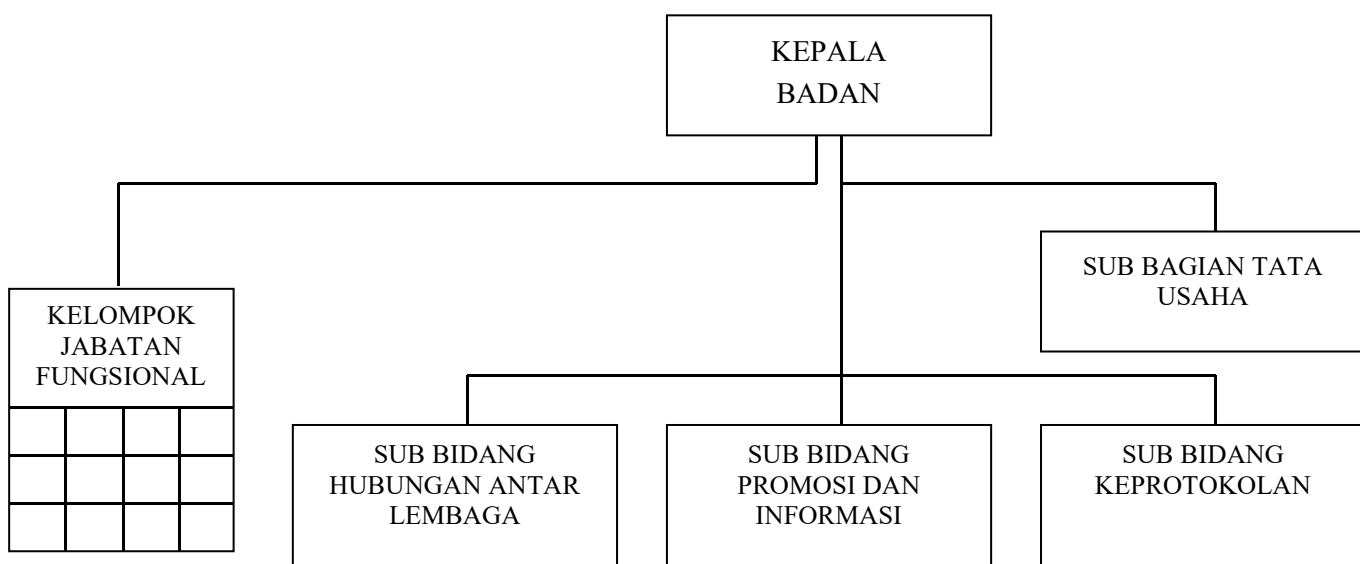 KEPALA
BADAN
SUB BAGIAN TATA
USAHA
KELOMPOK
JABATAN
FUNGSIONAL
SUB BIDANG
HUBUNGAN ANTAR
LEMBAGA
SUB BIDANG
PROMOSI DAN
INFORMASI
SUB BIDANG
KEPROTOKOLAN